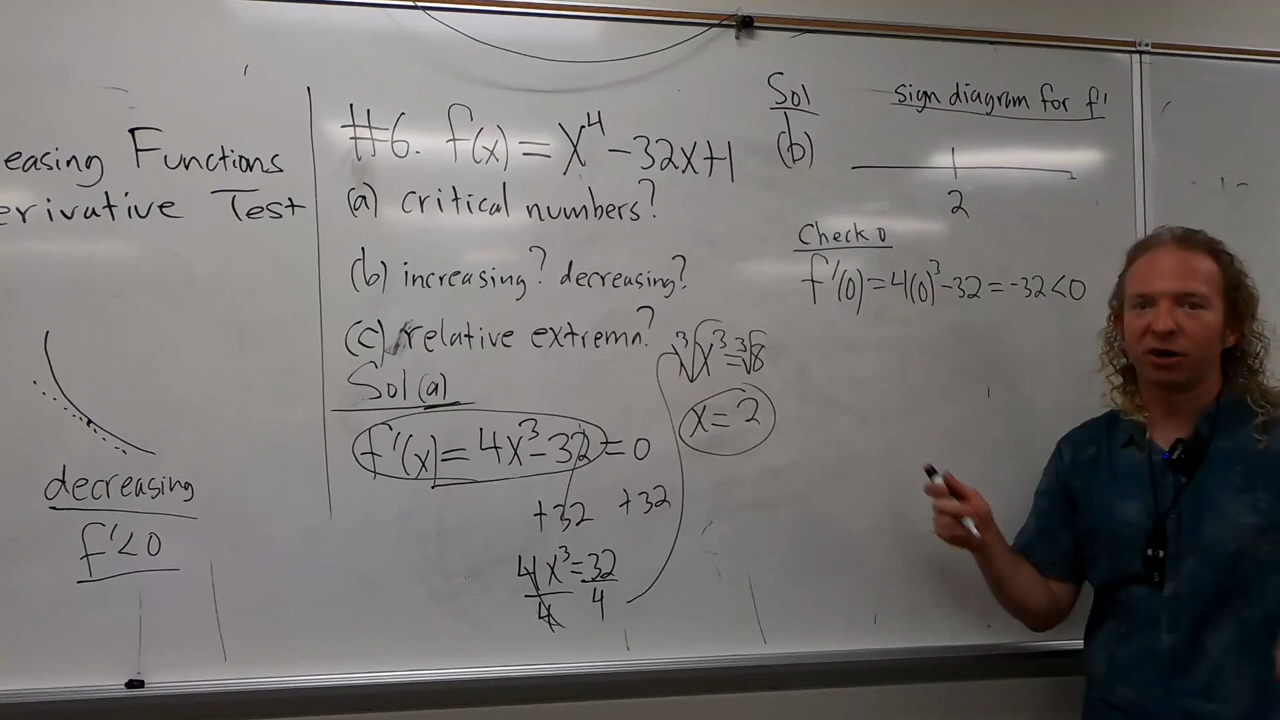 easing Functions
erivative Test
decreasing
f'<0
#6. f(x)=x⁴-32x+1
(a) critical numbers?
(b) increasing? decreasing?
(c) relative extrema?
Sol(a)
f'(x)=4x³-32=0
+32 +32
4x³=32
4 4
∛x³=∛8
x=2
Sol
(b)
sign diagram for f'
2
Check 0
f'(0)=4(0)³-32=-32<0